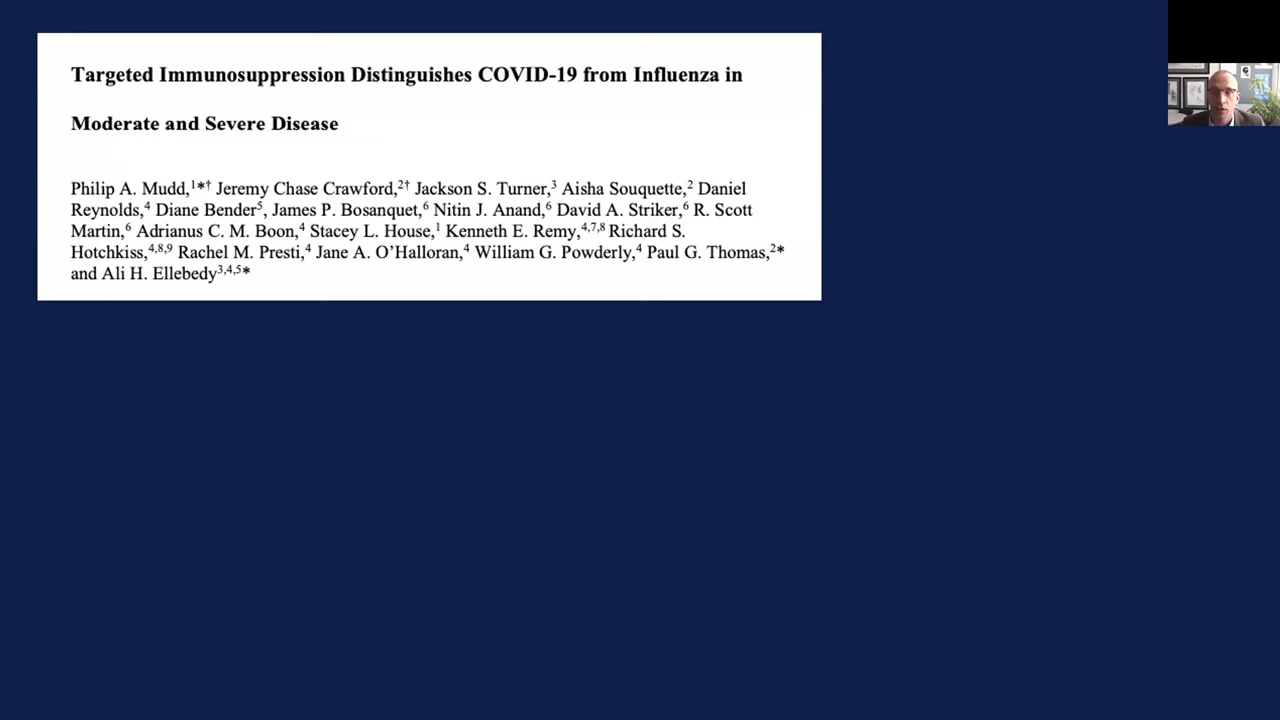 Targeted Immunosuppression Distinguishes COVID-19 from Influenza in
Moderate and Severe Disease
Philip A. Mudd,¹*† Jeremy Chase Crawford,²† Jackson S. Turner,³ Aisha Souquette,² Daniel
Reynolds,⁴ Diane Bender⁵, James P. Bosanquet,⁶ Nitin J. Anand,⁶ David A. Striker,⁶ R. Scott
Martin,⁶ Adrianus C. M. Boon,⁴ Stacey L. House,¹ Kenneth E. Remy,⁴,⁷,⁸ Richard S.
Hotchkiss,⁴,⁸,⁹ Rachel M. Presti,⁴ Jane A. O’Halloran,⁴ William G. Powderly,⁴ Paul G. Thomas,²*
and Ali H. Ellebedy³,⁴,⁵*